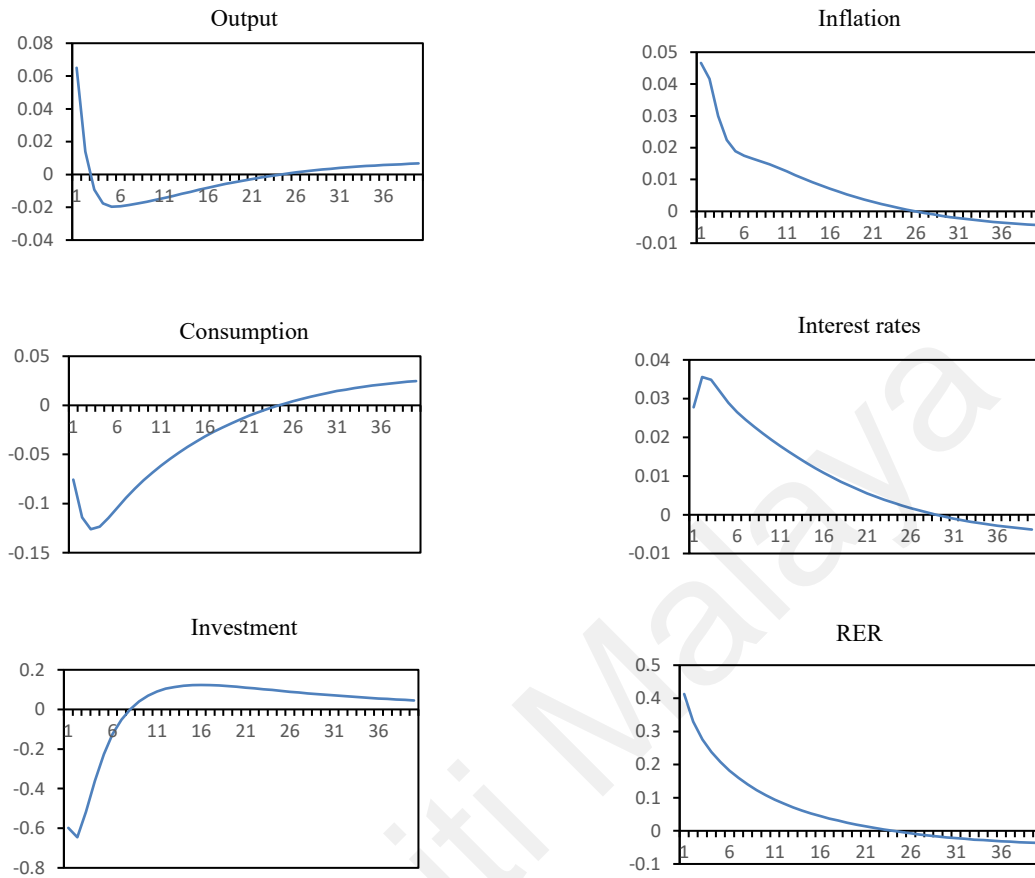 Output
0.08
0.06
0.04
0.02
0
-0.02
-0.04
1 6 11 16 21 26 31 36
Inflation
0.05
0.04
0.03
0.02
0.01
0
-0.01
1 6 11 16 21 26 31 36
Consumption
0.05
0
-0.05
-0.1
-0.15
1 6 11 16 21 26 31 36
Interest rates
0.04
0.03
0.02
0.01
0
-0.01
1 6 11 16 21 26 31 36
Investment
0.2
0
-0.2
-0.4
-0.6
-0.8
1 6 11 16 21 26 31 36
RER
0.5
0.4
0.3
0.2
0.1
0
-0.1
1 6 11 16 21 26 31 36
iti Malaya